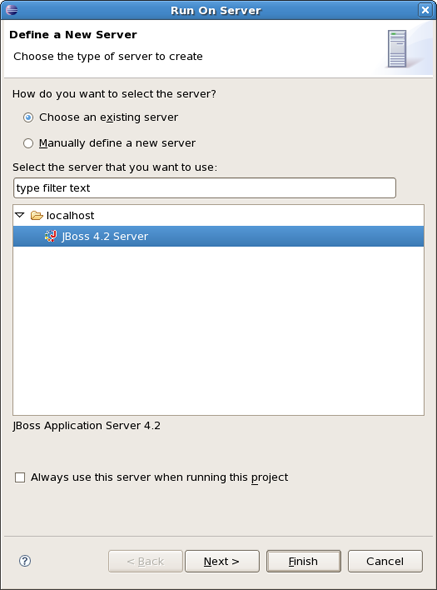 Run On Server
Define a New Server
Choose the type of server to create
How do you want to select the server?
Choose an existing server
Manually define a new server
Select the server that you want to use:
type filter text
localhost
JBoss 4.2 Server
JBoss Application Server 4.2
Always use this server when running this project
? < Back Next > Finish Cancel